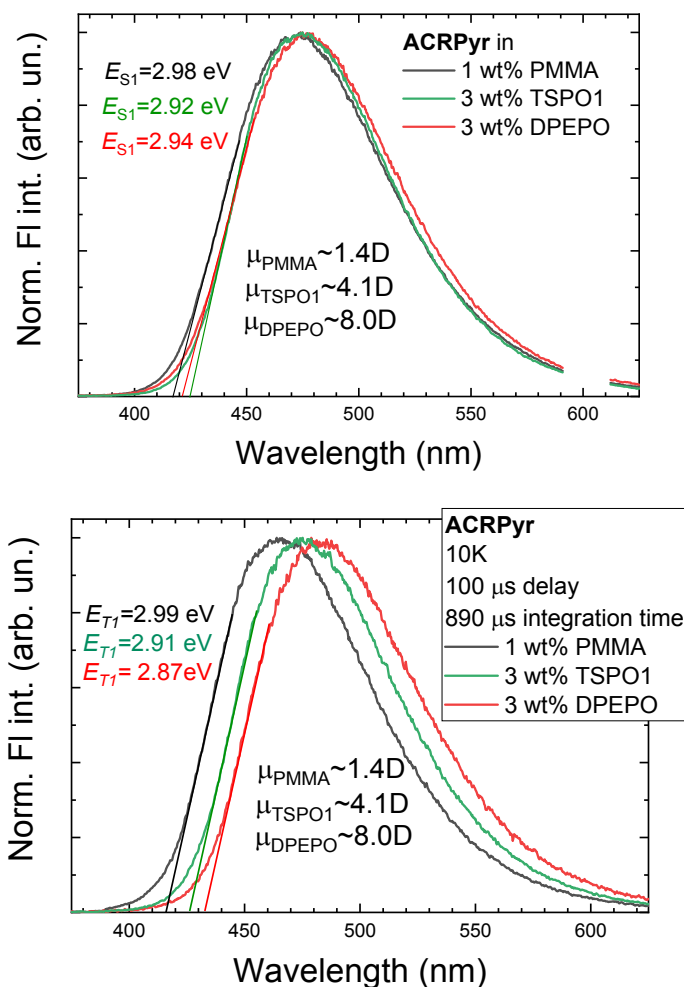 ACRPyr in
1 wt% PMMA
3 wt% TSPO1
3 wt% DPEPO
E_S1=2.98 eV
E_S1=2.92 eV
E_S1=2.94 eV
μ_PMMA~1.4D
μ_TSPO1~4.1D
μ_DPEPO~8.0D
Norm. Fl int. (arb. un.)
400 450 500 550 600
Wavelength (nm)
ACRPyr
10K
100 μs delay
890 μs integration time
1 wt% PMMA
3 wt% TSPO1
3 wt% DPEPO
E_T1=2.99 eV
E_T1=2.91 eV
E_T1= 2.87eV
μ_PMMA~1.4D
μ_TSPO1~4.1D
μ_DPEPO~8.0D
Norm. Fl int. (arb. un.)
400 450 500 550 600
Wavelength (nm)